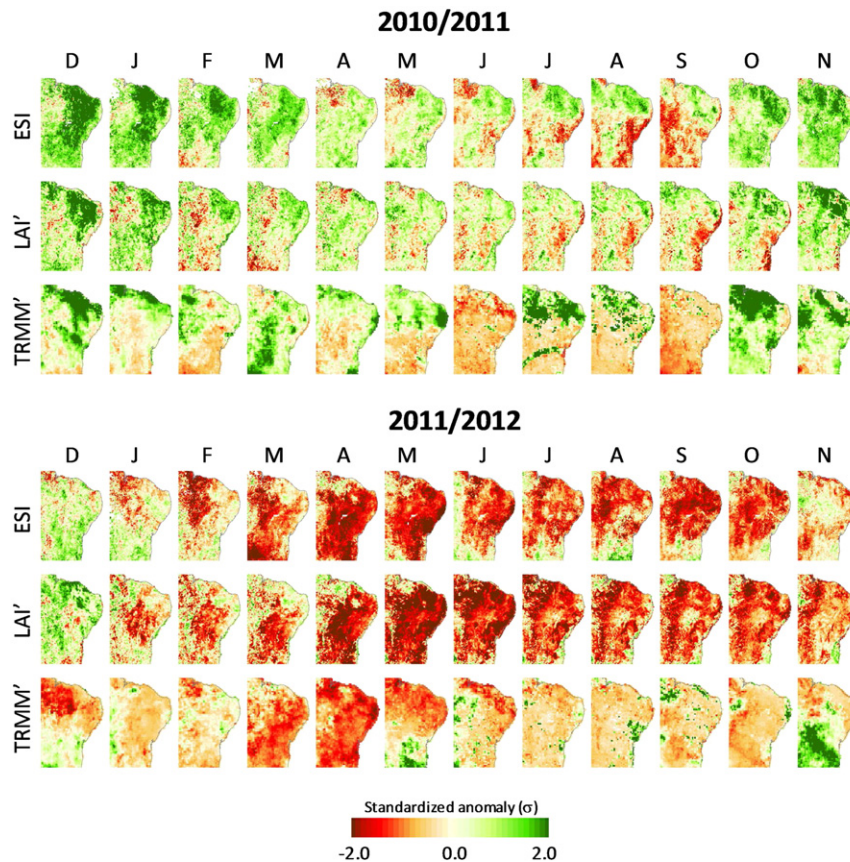 2010/2011
D J F M A M J J A S O N
ESI
LAI′
TRMM′
2011/2012
D J F M A M J J A S O N
ESI
LAI′
TRMM′
Standardized anomaly (σ)
-2.0 0.0 2.0